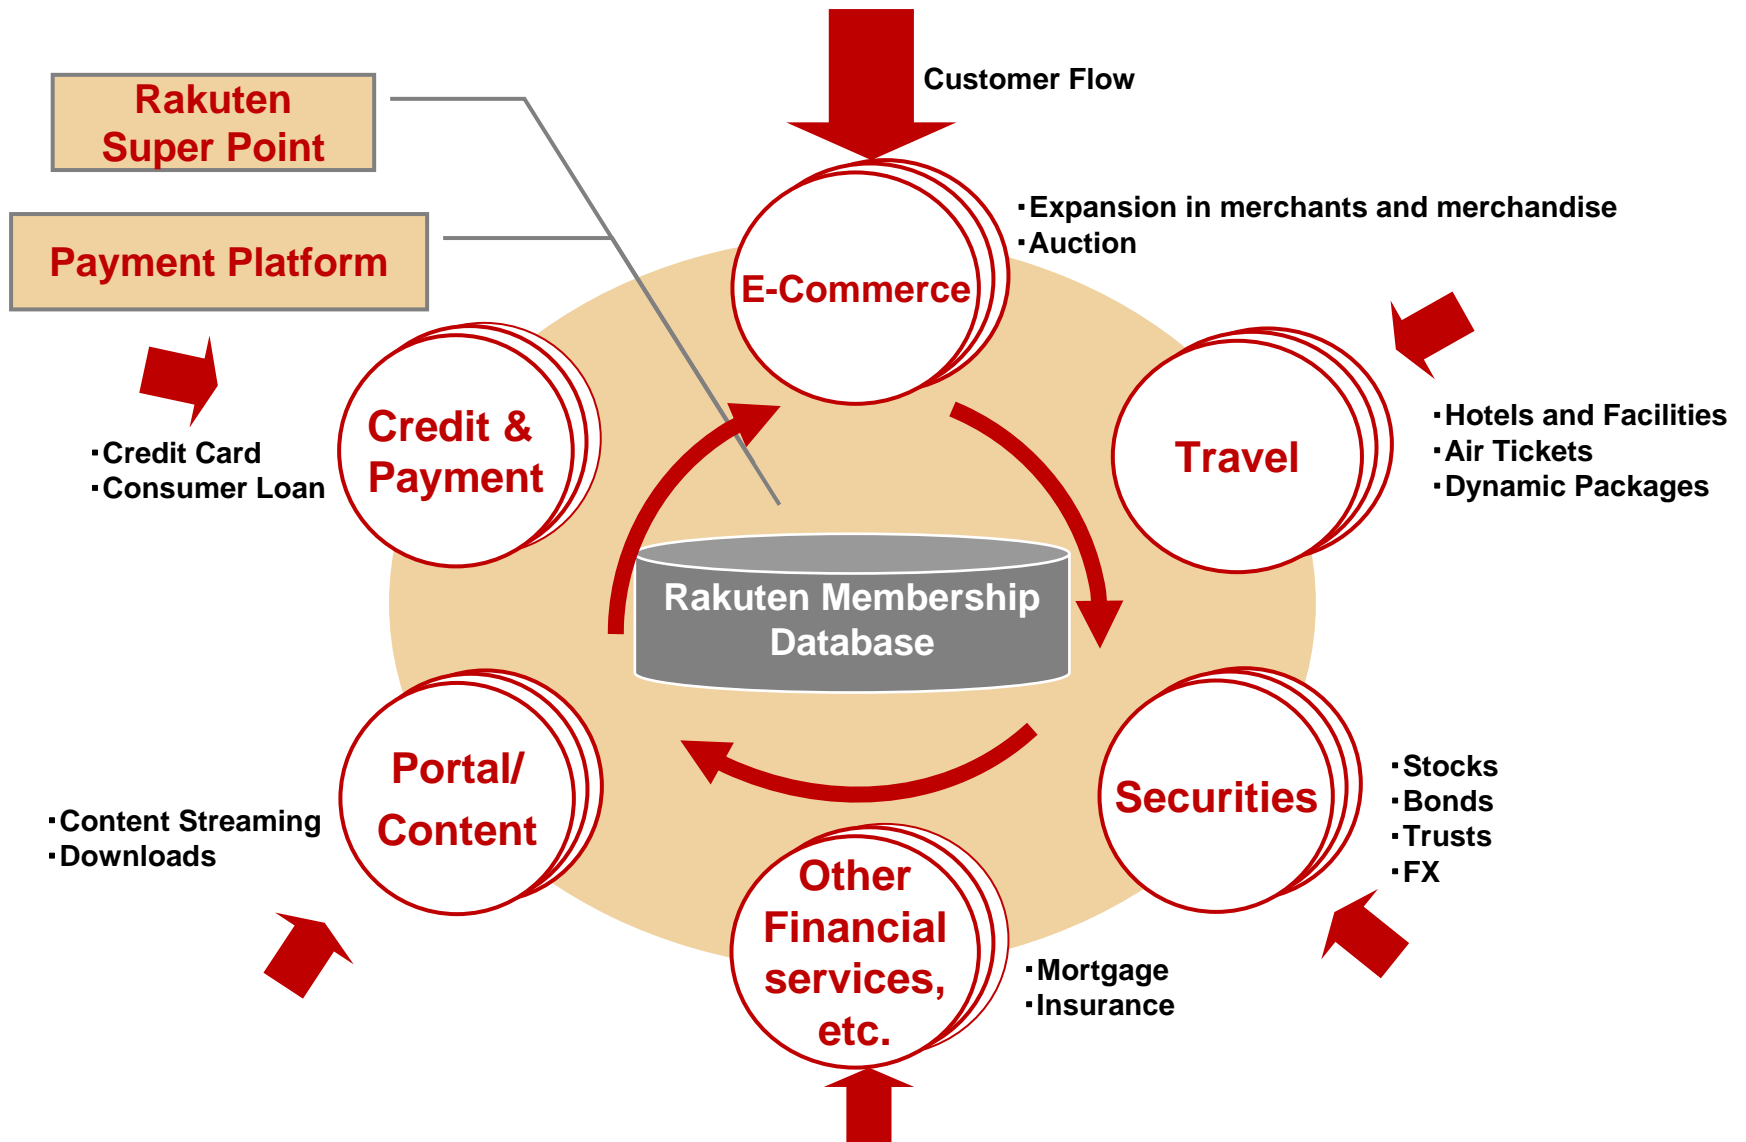 Customer Flow
Rakuten
Super Point
Payment Platform
E-Commerce
・Expansion in merchants and merchandise
・Auction
Travel
・Hotels and Facilities
・Air Tickets
・Dynamic Packages
Credit &
Payment
・Credit Card
・Consumer Loan
Rakuten Membership
Database
Securities
・Stocks
・Bonds
・Trusts
・FX
Portal/
Content
・Content Streaming
・Downloads
Other
Financial
services,
etc.
・Mortgage
・Insurance